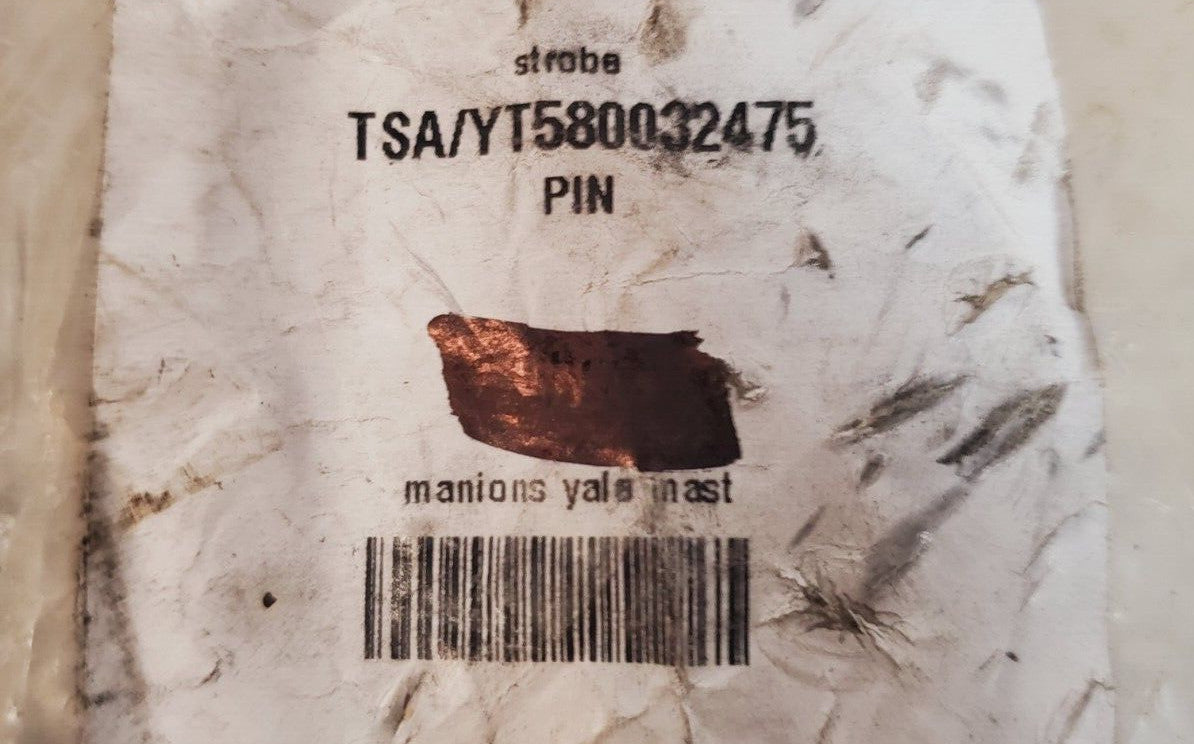 strobe
TSA/YT580032475
PIN
manions yale mast